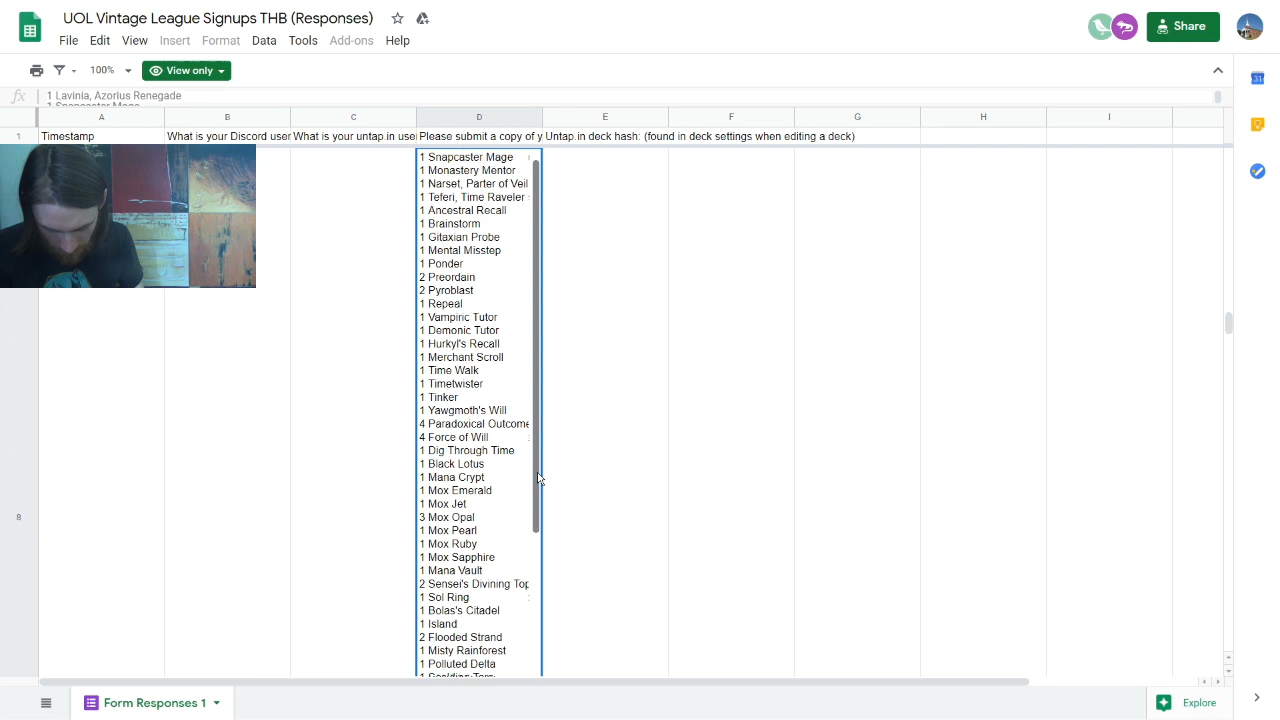 UOL Vintage League Signups THB (Responses)
File Edit View Insert Format Data Tools Add-ons Help
Share
100% View only
fx 1 Lavinia, Azorius Renegade
1 Snapcaster Mage
A B C D E F G H I
1 Timestamp What is your Discord user What is your untap.in user Please submit a copy of y Untap.in deck hash: (found in deck settings when editing a deck)
1 Snapcaster Mage
1 Monastery Mentor
1 Narset, Parter of Veil
1 Teferi, Time Raveler
1 Ancestral Recall
1 Brainstorm
1 Gitaxian Probe
1 Mental Misstep
1 Ponder
2 Preordain
2 Pyroblast
1 Repeal
1 Vampiric Tutor
1 Demonic Tutor
1 Hurkyl's Recall
1 Merchant Scroll
1 Time Walk
1 Timetwister
1 Tinker
1 Yawgmoth's Will
4 Paradoxical Outcome
4 Force of Will
1 Dig Through Time
1 Black Lotus
1 Mana Crypt
1 Mox Emerald
1 Mox Jet
3 Mox Opal
8
1 Mox Pearl
1 Mox Ruby
1 Mox Sapphire
1 Mana Vault
2 Sensei's Divining Top
1 Sol Ring
1 Bolas's Citadel
1 Island
2 Flooded Strand
1 Misty Rainforest
1 Polluted Delta
Form Responses 1
Explore
31